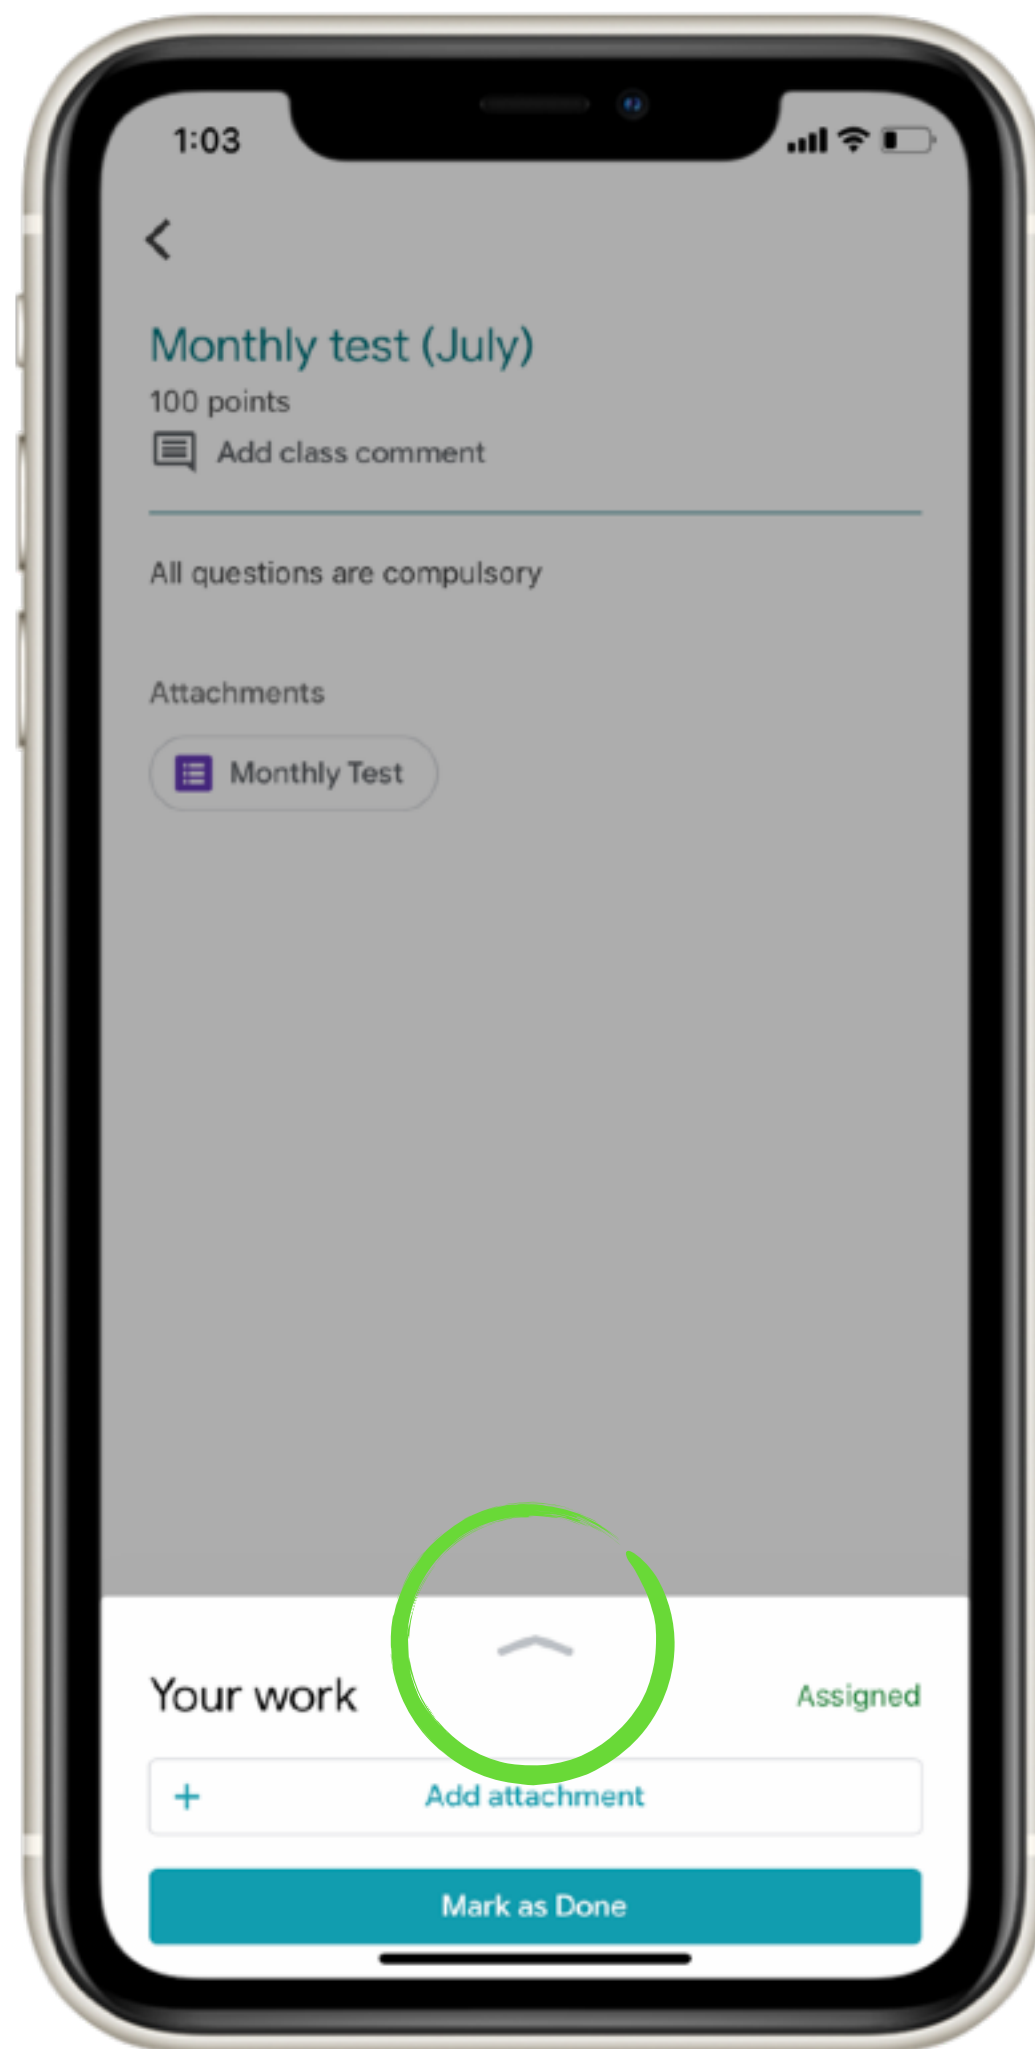 1:03
Monthly test (July)
100 points
Add class comment
All questions are compulsory
Attachments
Monthly Test
Your work
Assigned
+ Add attachment
Mark as Done